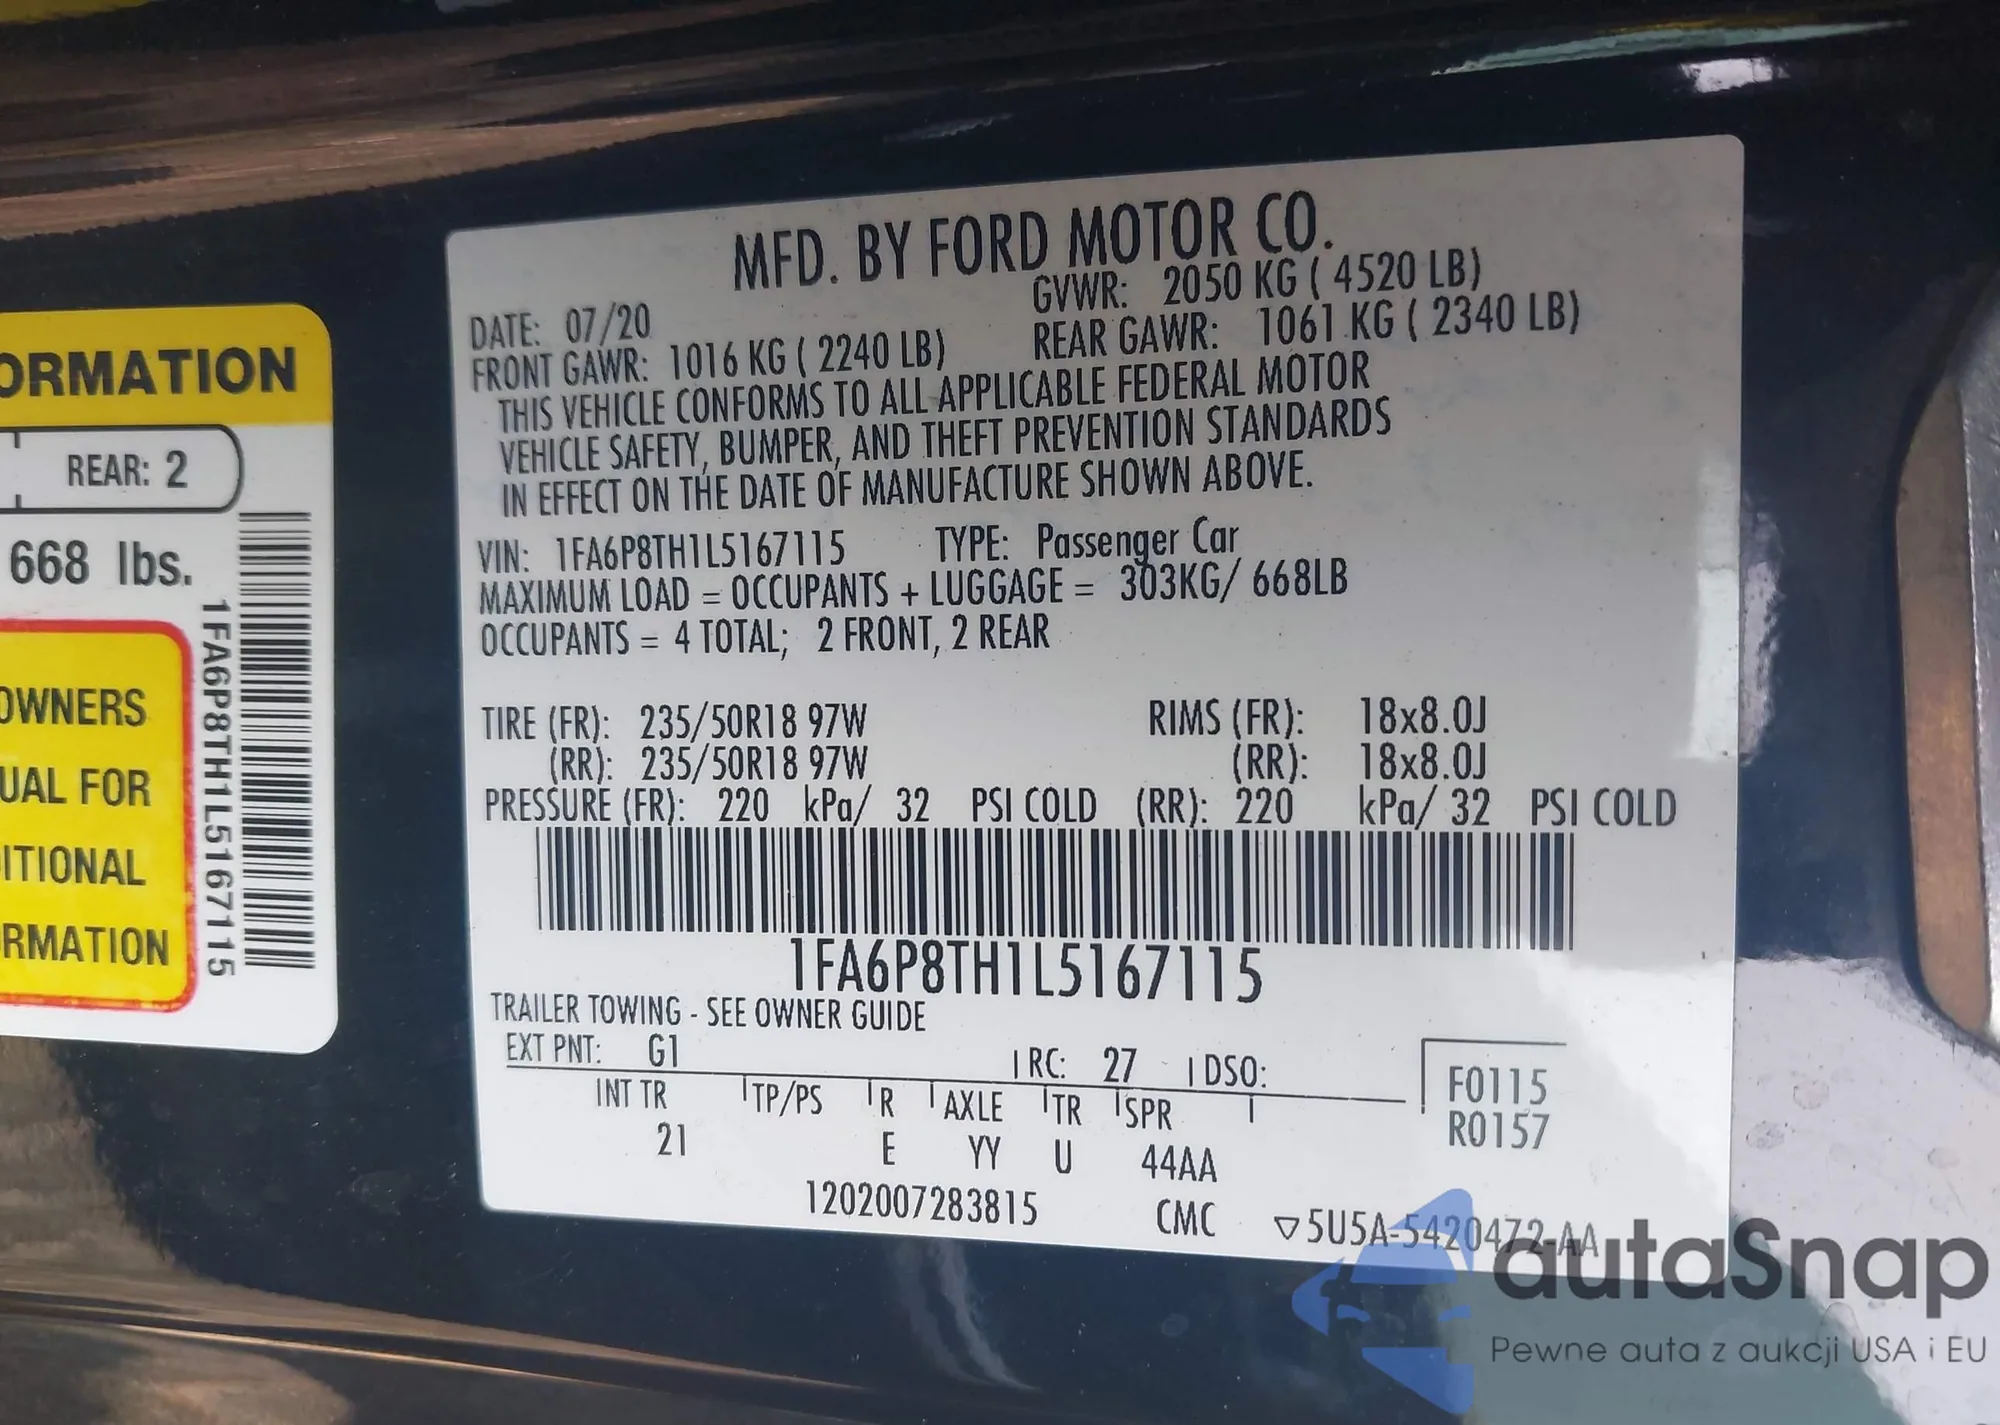 ORMATION
REAR: 2
668 lbs.
OWNERS
UAL FOR
ITIONAL
RMATION
1FA6P8TH1L5167115
MFD. BY FORD MOTOR CO.
DATE: 07/20 GVWR: 2050 KG ( 4520 LB)
FRONT GAWR: 1016 KG ( 2240 LB) REAR GAWR: 1061 KG ( 2340 LB)
THIS VEHICLE CONFORMS TO ALL APPLICABLE FEDERAL MOTOR
VEHICLE SAFETY, BUMPER, AND THEFT PREVENTION STANDARDS
IN EFFECT ON THE DATE OF MANUFACTURE SHOWN ABOVE.
VIN: 1FA6P8TH1L5167115 TYPE: Passenger Car
MAXIMUM LOAD = OCCUPANTS + LUGGAGE = 303KG/ 668LB
OCCUPANTS = 4 TOTAL; 2 FRONT, 2 REAR
TIRE (FR): 235/50R18 97W RIMS (FR): 18x8.0J
(RR): 235/50R18 97W (RR): 18x8.0J
PRESSURE (FR): 220 kPa/ 32 PSI COLD (RR): 220 kPa/ 32 PSI COLD
1FA6P8TH1L5167115
TRAILER TOWING - SEE OWNER GUIDE
EXT PNT: G1 RC: 27 DSO:
INT TR TP/PS R AXLE TR SPR
21 E YY U 44AA
F0115
R0157
1202007283815 CMC ▽5U5A-5420472-AA
autaSnap
Pewne auta z aukcji USA i EU